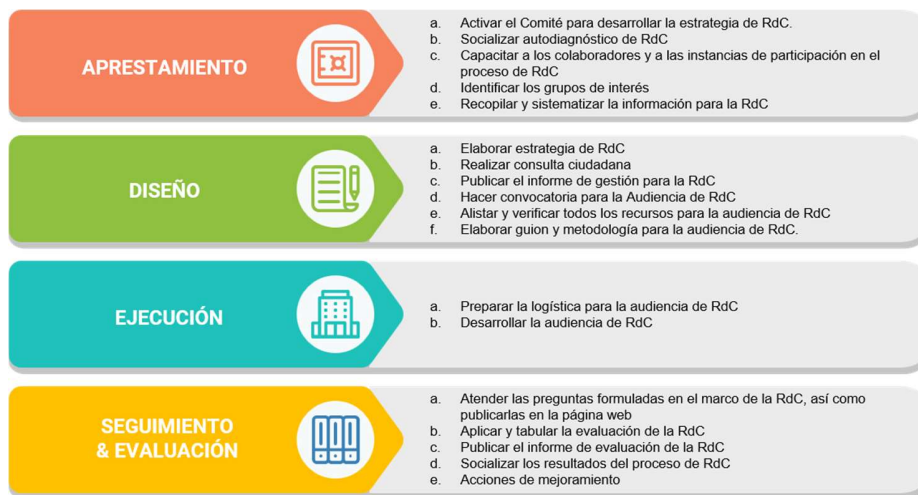 APRESTAMIENTO
a. Activar el Comité para desarrollar la estrategia de RdC.
b. Socializar autodiagnóstico de RdC
c. Capacitar a los colaboradores y a las instancias de participación en el
proceso de RdC
d. Identificar los grupos de interés
e. Recopilar y sistematizar la información para la RdC
DISEÑO
a. Elaborar estrategia de RdC
b. Realizar consulta ciudadana
c. Publicar el informe de gestión para la RdC
d. Hacer convocatoria para la Audiencia de RdC
e. Alistar y verificar todos los recursos para la audiencia de RdC
f. Elaborar guion y metodología para la audiencia de RdC.
EJECUCIÓN
a. Preparar la logística para la audiencia de RdC
b. Desarrollar la audiencia de RdC
SEGUIMIENTO
& EVALUACIÓN
a. Atender las preguntas formuladas en el marco de la RdC, así como
publicarlas en la página web
b. Aplicar y tabular la evaluación de la RdC
c. Publicar el informe de evaluación de la RdC
d. Socializar los resultados del proceso de RdC
e. Acciones de mejoramiento